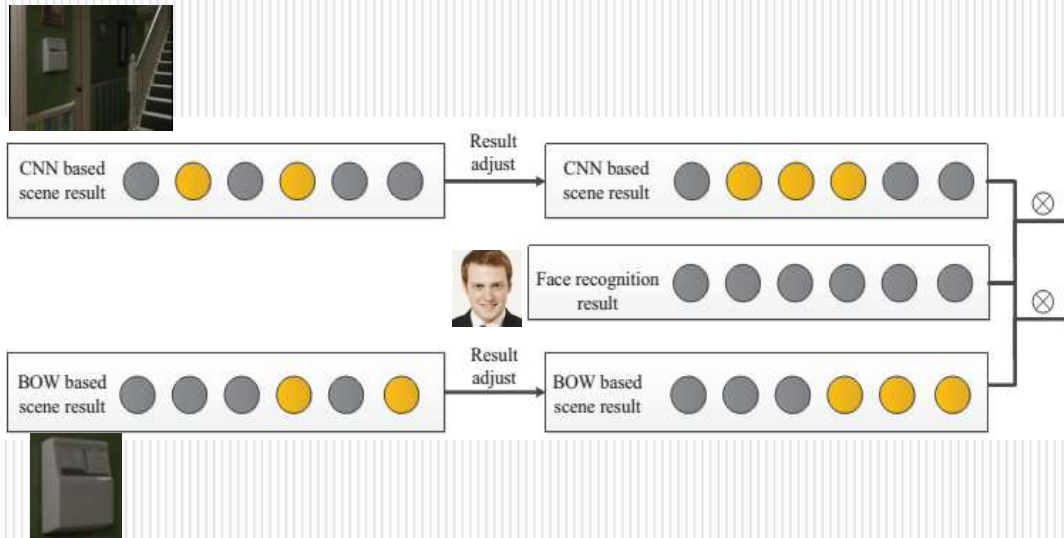 Result
adjust
CNN based
scene result
CNN based
scene result
Face recognition
result
Result
adjust
BOW based
scene result
BOW based
scene result